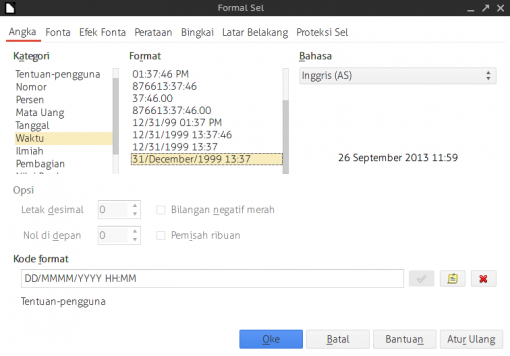 Format Sel
Angka Fonta Efek Fonta Perataan Bingkai Latar Belakang Proteksi Sel
Kategori Format Bahasa
Tentuan-pengguna
Nomor
Persen
Mata Uang
Tanggal
Waktu
Ilmiah
Pembagian
01:37:46 PM
876613:37:46
37:46.00
876613:37:46.00
12/31/99 01:37 PM
12/31/1999 13:37:46
12/31/1999 13:37
31/December/1999 13:37
Inggris (AS)
26 September 2013 11:59
Opsi
Letak desimal 0 Bilangan negatif merah
Nol di depan 0 Pemisah ribuan
Kode format
DD/MMMM/YYYY HH:MM
Tentuan-pengguna
Oke Batal Bantuan Atur Ulang